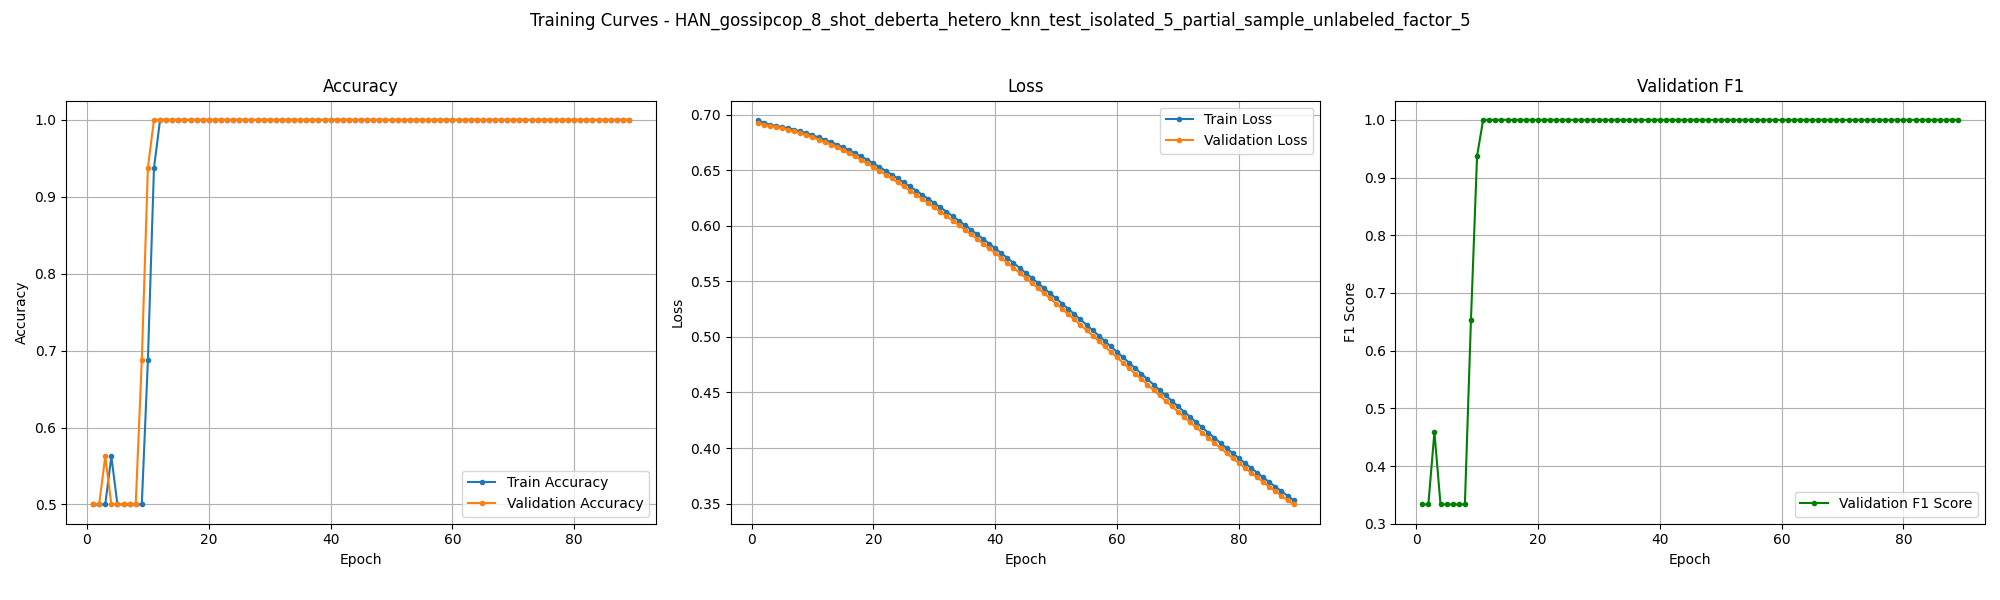 Training Curves - HAN_gossipcop_8_shot_deberta_hetero_knn_test_isolated_5_partial_sample_unlabeled_factor_5
Accuracy
1.0
0.9
0.8
0.7
0.6
0.5
Accuracy
0 20 40 60 80
Epoch
Train Accuracy
Validation Accuracy
Loss
0.70
0.65
0.60
0.55
0.50
0.45
0.40
0.35
Loss
0 20 40 60 80
Epoch
Train Loss
Validation Loss
Validation F1
1.0
0.9
0.8
0.7
0.6
0.5
0.4
0.3
F1 Score
0 20 40 60 80
Epoch
Validation F1 Score